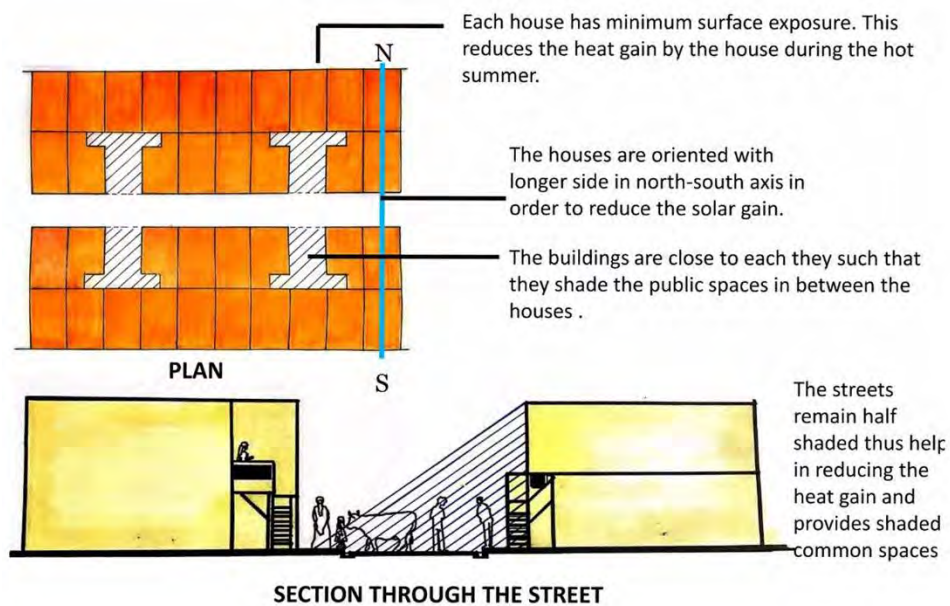 Each house has minimum surface exposure. This
reduces the heat gain by the house during the hot
summer.
N
The houses are oriented with
longer side in north-south axis in
order to reduce the solar gain.
The buildings are close to each they such that
they shade the public spaces in between the
houses .
PLAN
S
The streets
remain half
shaded thus help
in reducing the
heat gain and
provides shaded
common spaces
SECTION THROUGH THE STREET